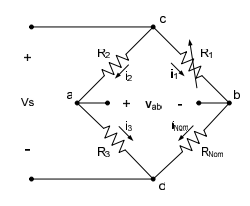 c
+
R2
R1
i2
i1
Vs
a
+ vab -
b
i3
iNom
-
R3
RNom
d